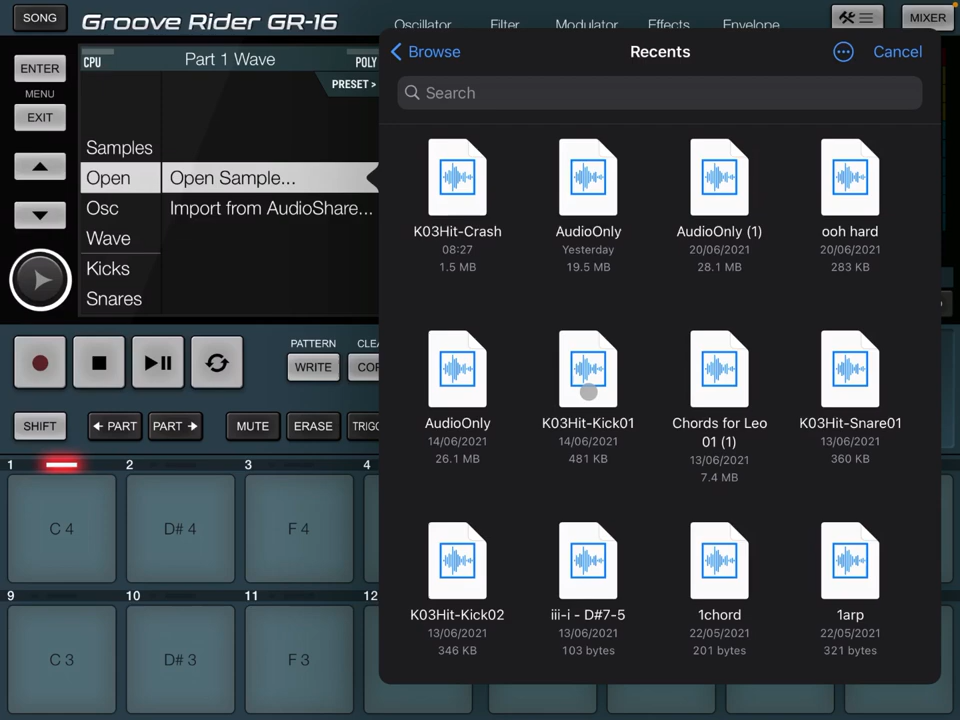 SONG
Groove Rider GR-16
Oscillator
Filter
Modulator
Effects
Envelope
MIXER
ENTER
MENU
EXIT
CPU
Part 1 Wave
POLY
PRESET >
Samples
Open
Open Sample...
Osc
Import from AudioShare...
Wave
Kicks
Snares
Browse
Recents
Cancel
Search
K03Hit-Crash
08:27
1.5 MB
AudioOnly
Yesterday
19.5 MB
AudioOnly (1)
20/06/2021
28.1 MB
ooh hard
20/06/2021
283 KB
AudioOnly
14/06/2021
26.1 MB
K03Hit-Kick01
14/06/2021
481 KB
Chords for Leo
01 (1)
13/06/2021
7.4 MB
K03Hit-Snare01
13/06/2021
360 KB
K03Hit-Kick02
13/06/2021
346 KB
iii-i - D#7-5
13/06/2021
103 bytes
1chord
22/05/2021
201 bytes
1arp
22/05/2021
321 bytes
PATTERN
CLEA
WRITE
COP
SHIFT
PART
PART
MUTE
ERASE
TRIGG
1
2
3
4
C 4
D# 4
F 4
9
10
11
12
C 3
D# 3
F 3